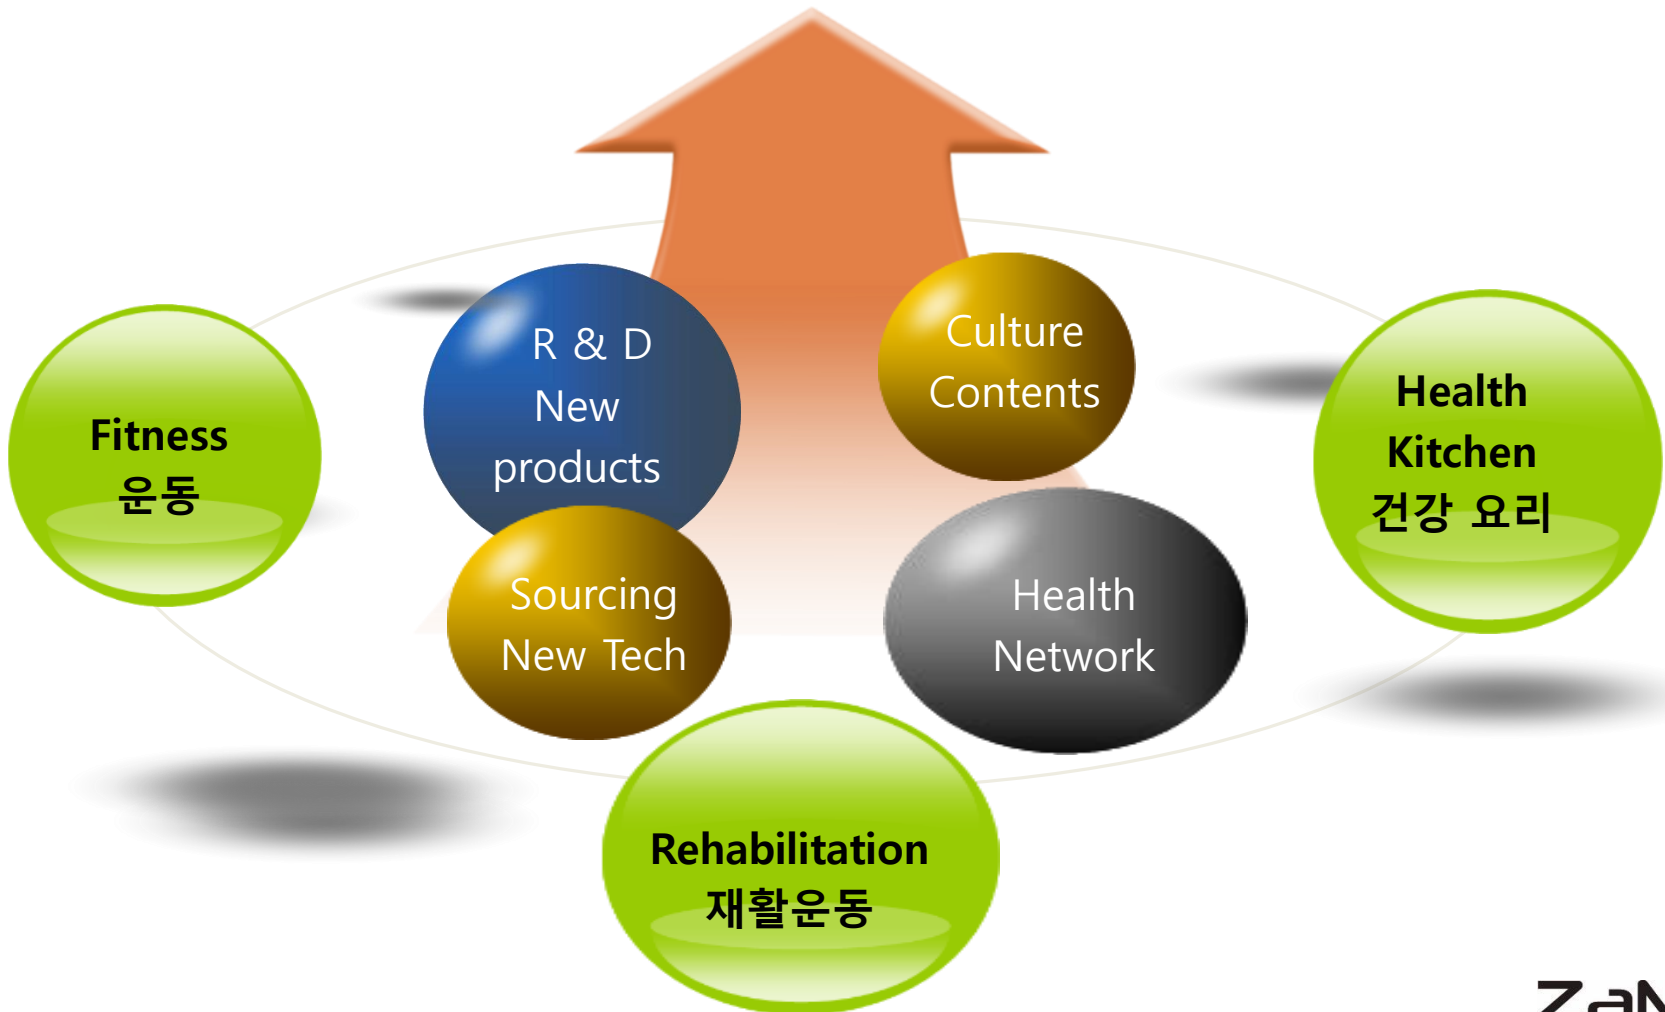 R & D
New
products
Culture
Contents
Fitness
운동
Health
Kitchen
건강 요리
Sourcing
New Tech
Health
Network
Rehabilitation
재활운동